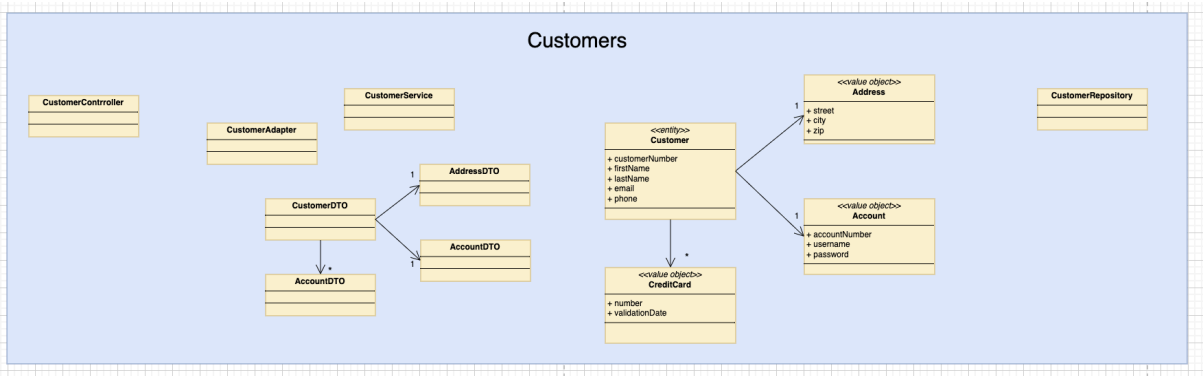 Customers
CustomerContrroller
CustomerAdapter
CustomerService
CustomerDTO
1
AddressDTO
AccountDTO
1
*
AccountDTO
<<entity>>
Customer
+ customerNumber
+ firstName
+ lastName
+ email
+ phone
*
<<value object>>
CreditCard
+ number
+ validationDate
1
<<value object>>
Address
+ street
+ city
+ zip
1
<<value object>>
Account
+ accountNumber
+ username
+ password
CustomerRepository